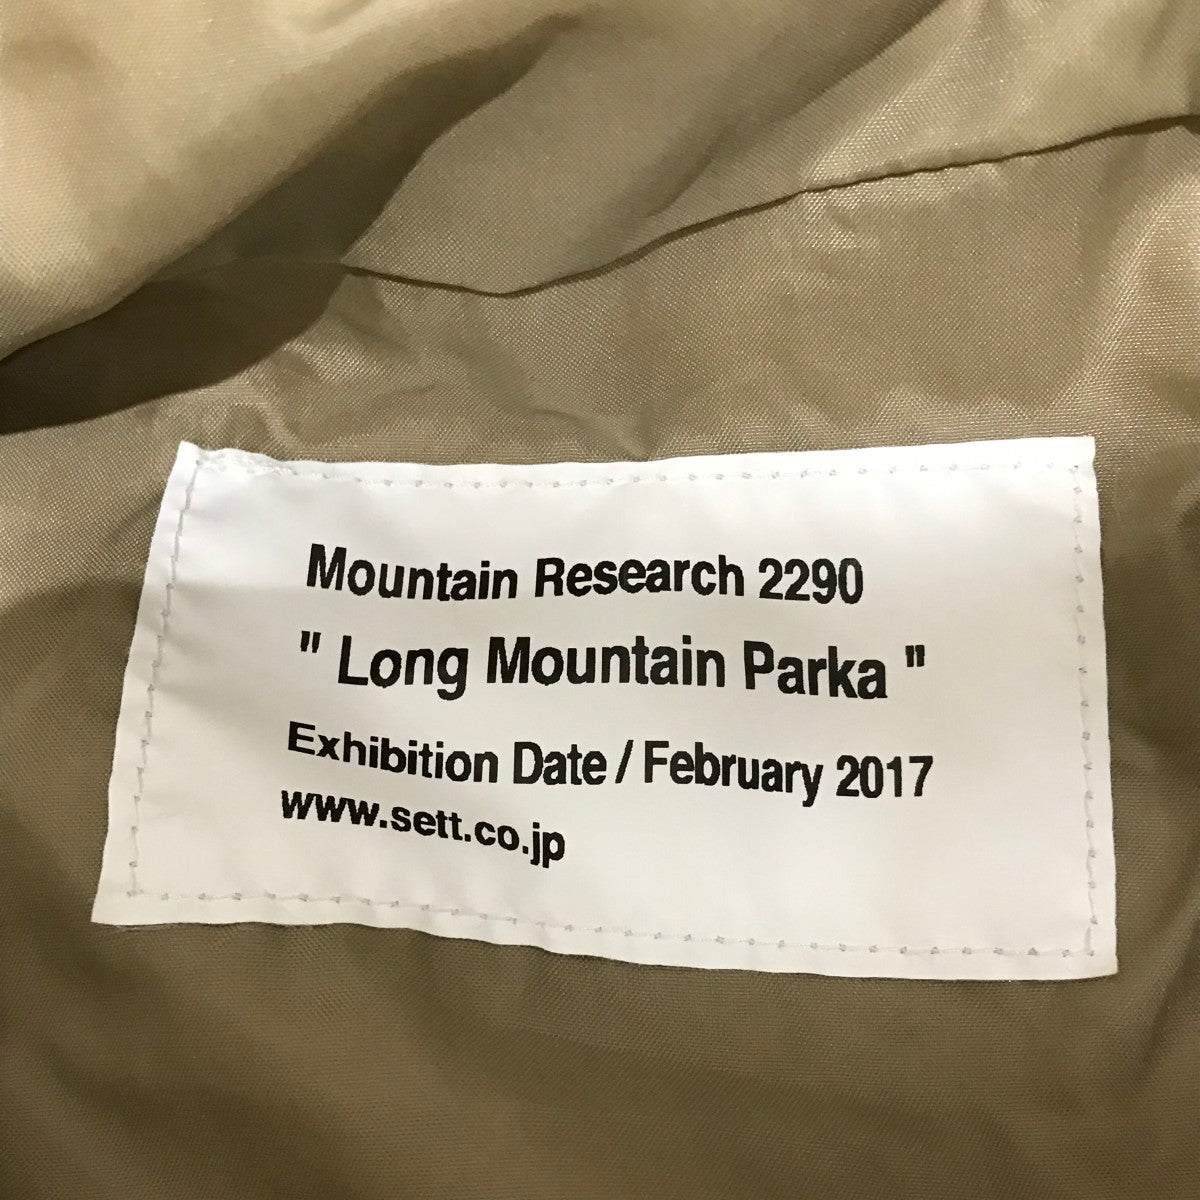 Mountain Research 2290
" Long Mountain Parka "
Exhibition Date / February 2017
www.sett.co.jp